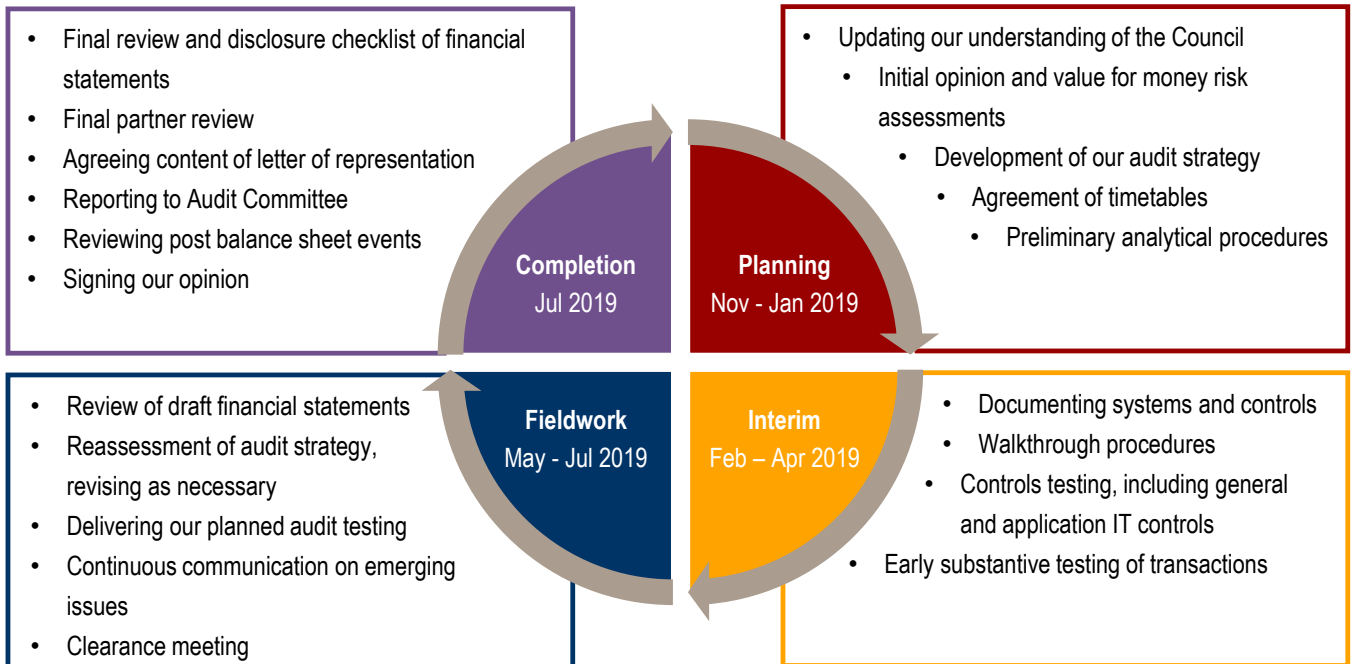 • Final review and disclosure checklist of financial
statements
• Final partner review
• Agreeing content of letter of representation
• Reporting to Audit Committee
• Reviewing post balance sheet events
• Signing our opinion
• Updating our understanding of the Council
• Initial opinion and value for money risk
assessments
• Development of our audit strategy
• Agreement of timetables
• Preliminary analytical procedures
Completion
Jul 2019
Planning
Nov - Jan 2019
Fieldwork
May - Jul 2019
Interim
Feb – Apr 2019
• Review of draft financial statements
• Reassessment of audit strategy,
revising as necessary
• Delivering our planned audit testing
• Continuous communication on emerging
issues
• Clearance meeting
• Documenting systems and controls
• Walkthrough procedures
• Controls testing, including general
and application IT controls
• Early substantive testing of transactions